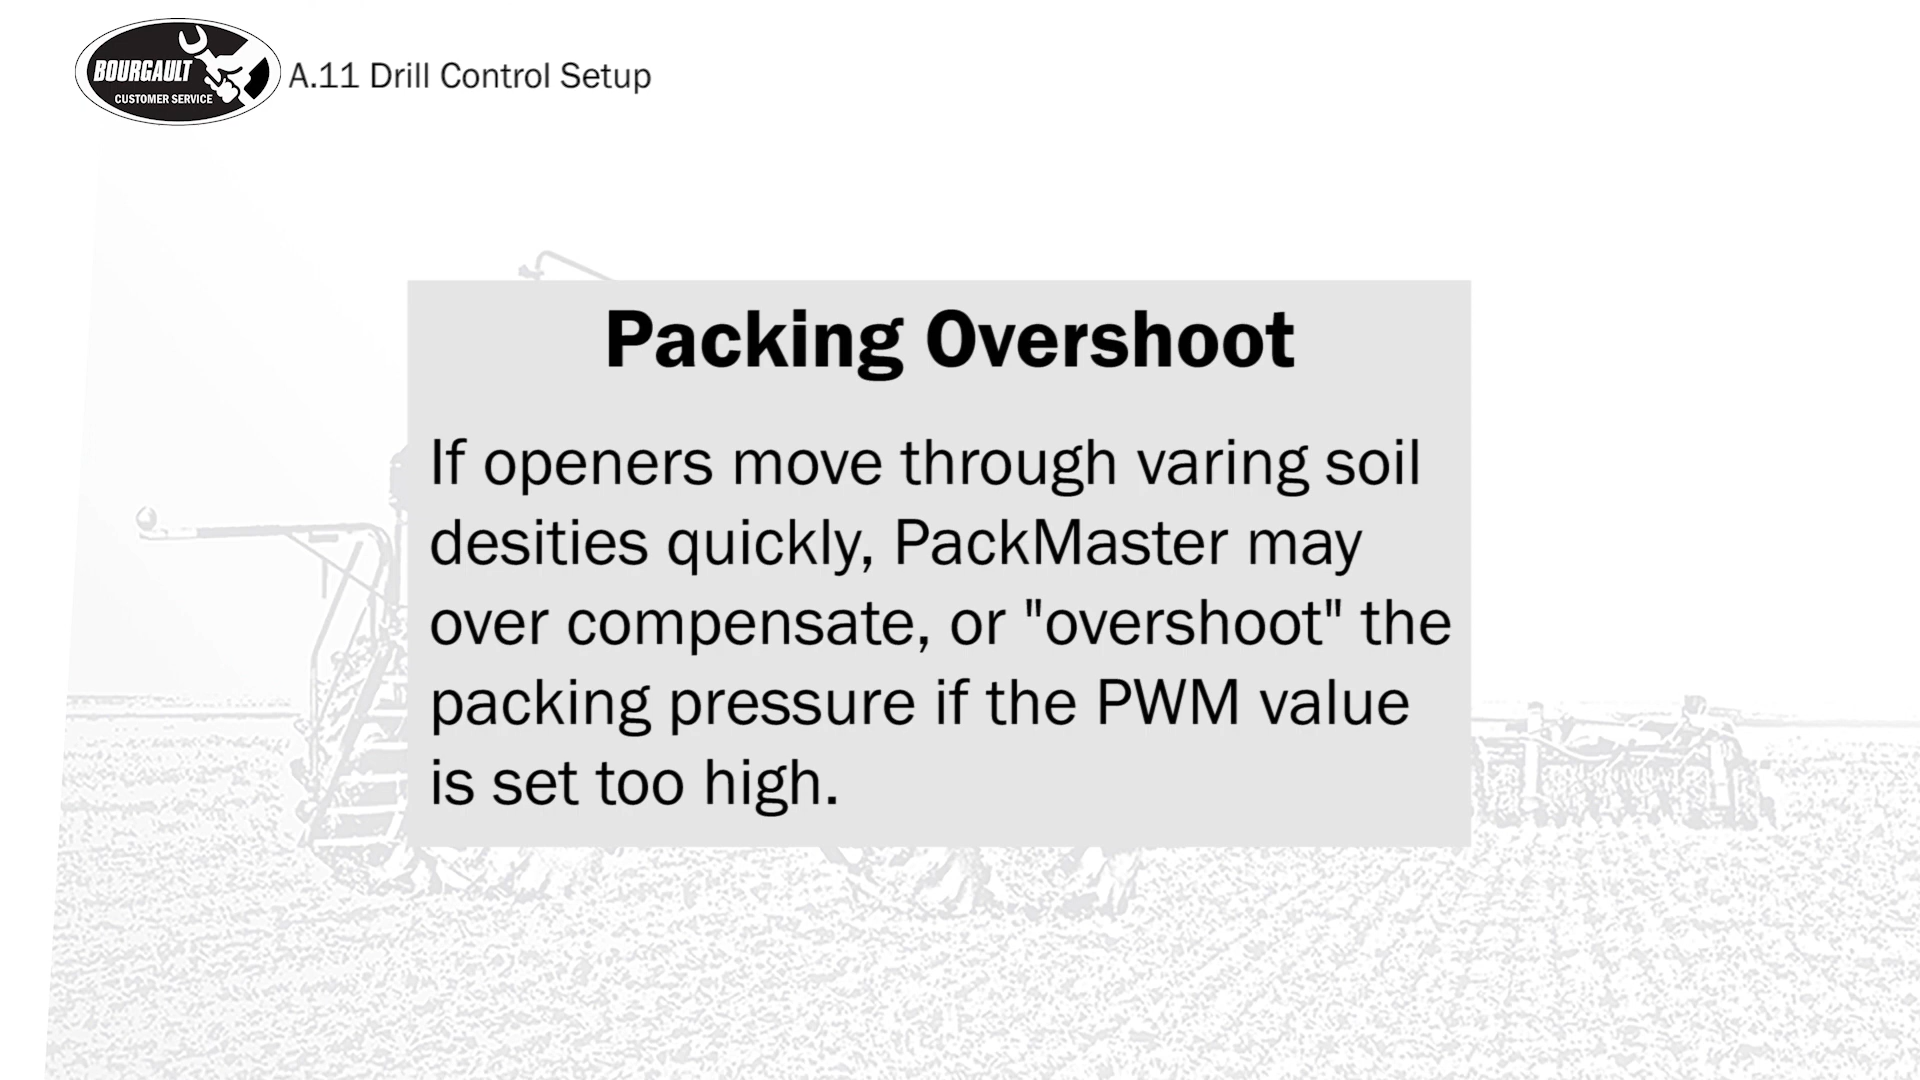 BOURGAULT
CUSTOMER SERVICE
A.11 Drill Control Setup
Packing Overshoot
If openers move through varing soil
desities quickly, PackMaster may
over compensate, or "overshoot" the
packing pressure if the PWM value
is set too high.